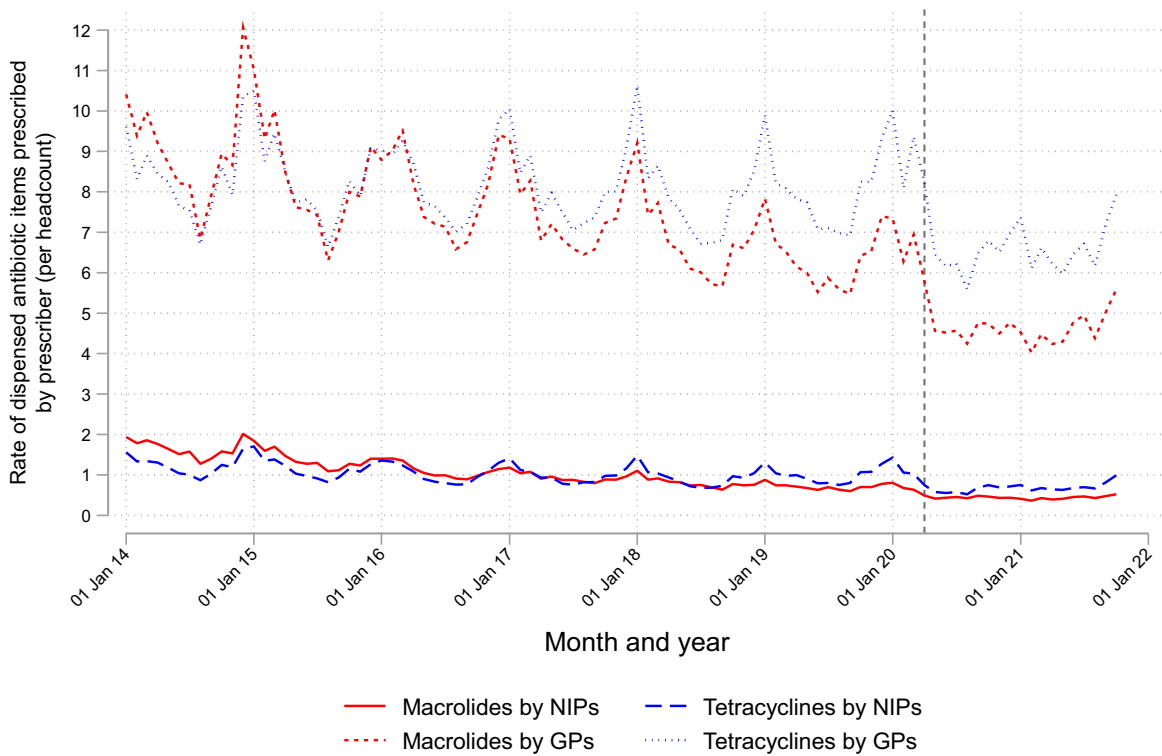 Rate of dispensed antibiotic items prescribed
by prescriber (per headcount)
12
11
10
9
8
7
6
5
4
3
2
1
0
01 Jan 14
01 Jan 15
01 Jan 16
01 Jan 17
01 Jan 18
01 Jan 19
01 Jan 20
01 Jan 21
01 Jan 22
Month and year
Macrolides by NIPs
Tetracyclines by NIPs
Macrolides by GPs
Tetracyclines by GPs